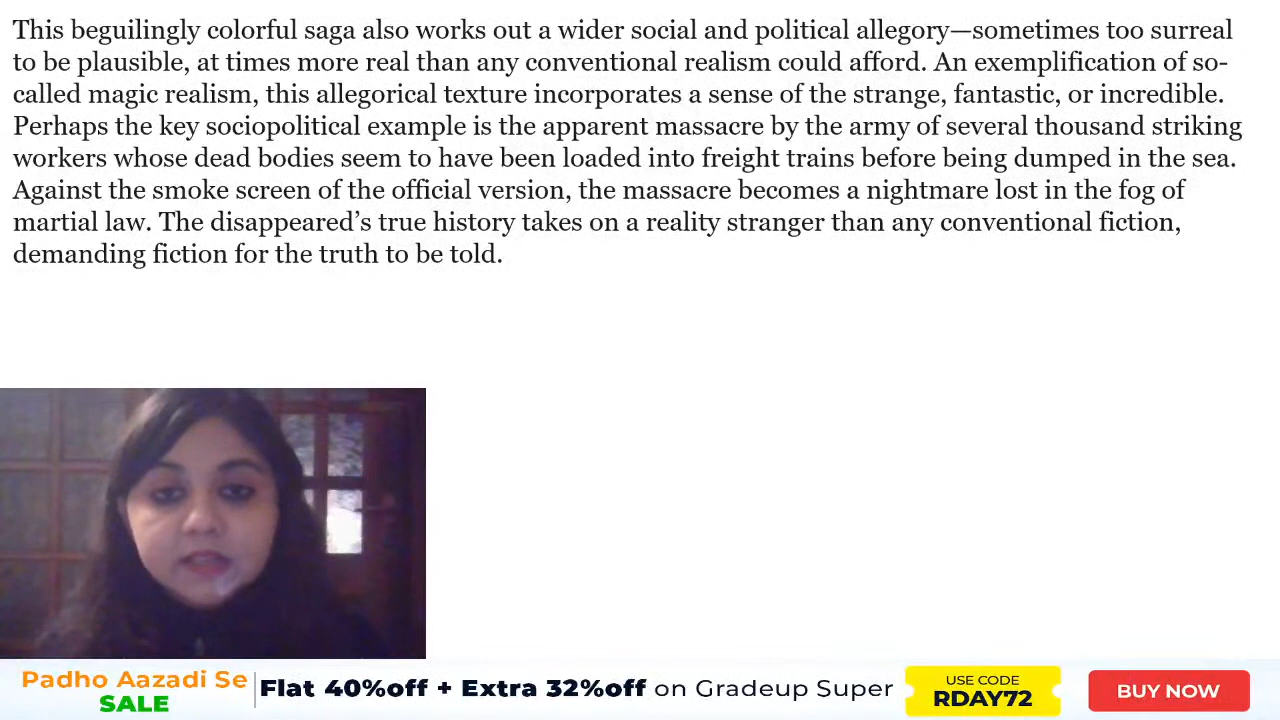 This beguilingly colorful saga also works out a wider social and political allegory—sometimes too surreal
to be plausible, at times more real than any conventional realism could afford. An exemplification of so-
called magic realism, this allegorical texture incorporates a sense of the strange, fantastic, or incredible.
Perhaps the key sociopolitical example is the apparent massacre by the army of several thousand striking
workers whose dead bodies seem to have been loaded into freight trains before being dumped in the sea.
Against the smoke screen of the official version, the massacre becomes a nightmare lost in the fog of
martial law. The disappeared’s true history takes on a reality stranger than any conventional fiction,
demanding fiction for the truth to be told.
Padho Aazadi Se
SALE
Flat 40%off + Extra 32%off on Gradeup Super
USE CODE
RDAY72
BUY NOW